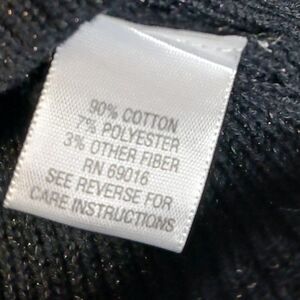 90% COTTON
7% POLYESTER
3% OTHER FIBER
RN 69016
SEE REVERSE FOR
CARE INSTRUCTIONS